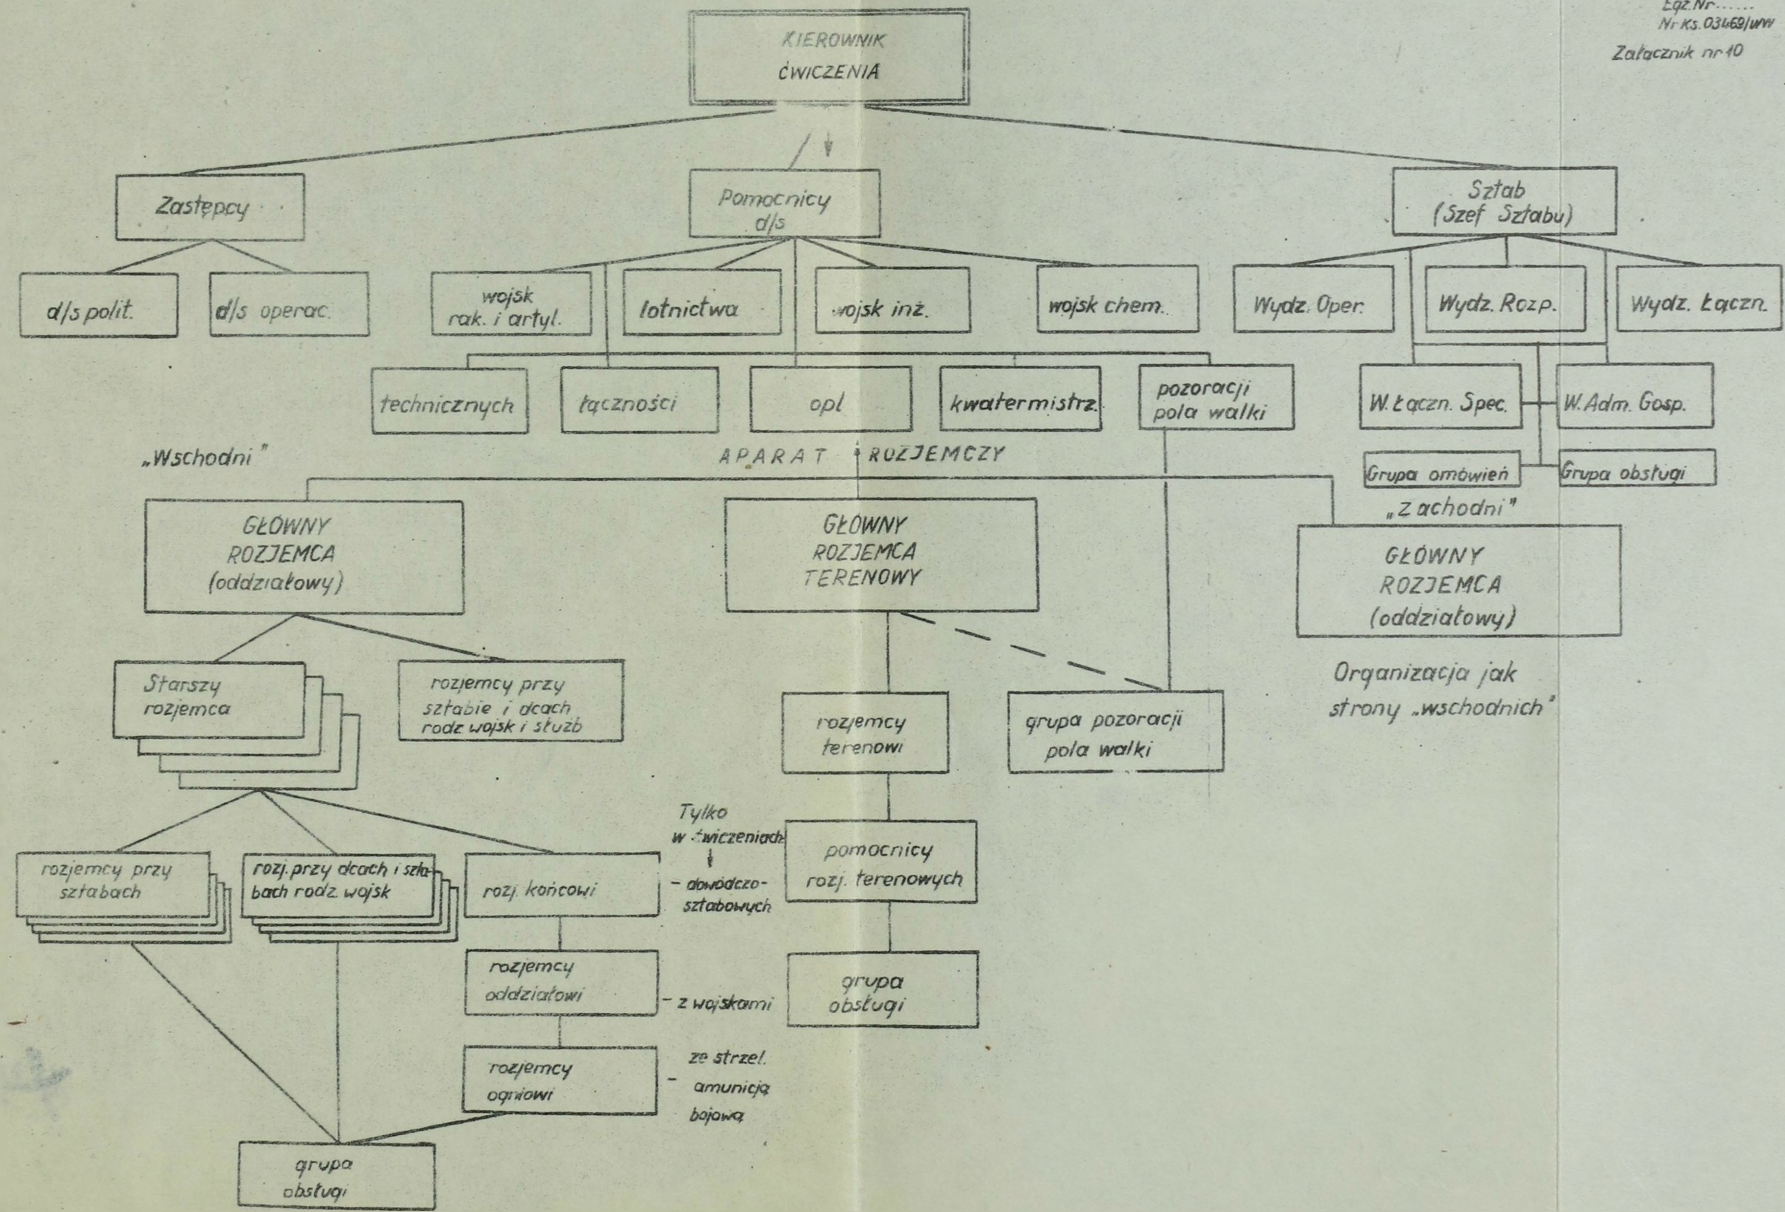 Egz. Nr......
Nr Ks. 03469/WW
Załącznik nr 10
KIEROWNIK
ĆWICZENIA
Zastępcy
Pomocnicy
d/s
Sztab
(Szef Sztabu)
d/s polit.
d/s operac.
wojsk
rak. i artyl.
lotnictwa
wojsk inż.
wojsk chem.
Wydz. Oper.
Wydz. Rozp.
Wydz. Łączn.
technicznych
łączności
opl
kwatermistrz.
pozoracji
pola walki
W. Łączn. Spec.
W. Adm. Gosp.
Grupa omówień
Grupa obsługi
„Wschodni"
APARAT ROZJEMCZY
„Zachodni"
GŁÓWNY
ROZJEMCA
(oddziałowy)
GŁÓWNY
ROZJEMCA
TERENOWY
GŁÓWNY
ROZJEMCA
(oddziałowy)
Organizacja jak
strony „wschodnich"
Starszy
rozjemca
rozjemcy przy
sztabie i dcach
rodz wojsk i służb
rozjemcy
terenowi
grupa pozoracji
pola walki
rozjemcy przy
sztabach
rozj. przy dcach i szta-
bach rodz wojsk
rozj. końcowi
Tylko
w ćwiczeniach
- dowódczo-
sztabowych
pomocnicy
rozj. terenowych
rozjemcy
oddziałowi
- z wojskami
grupa
obsługi
rozjemcy
ogniowi
- ze strzel.
amunicją
bojową
grupa
obsługi